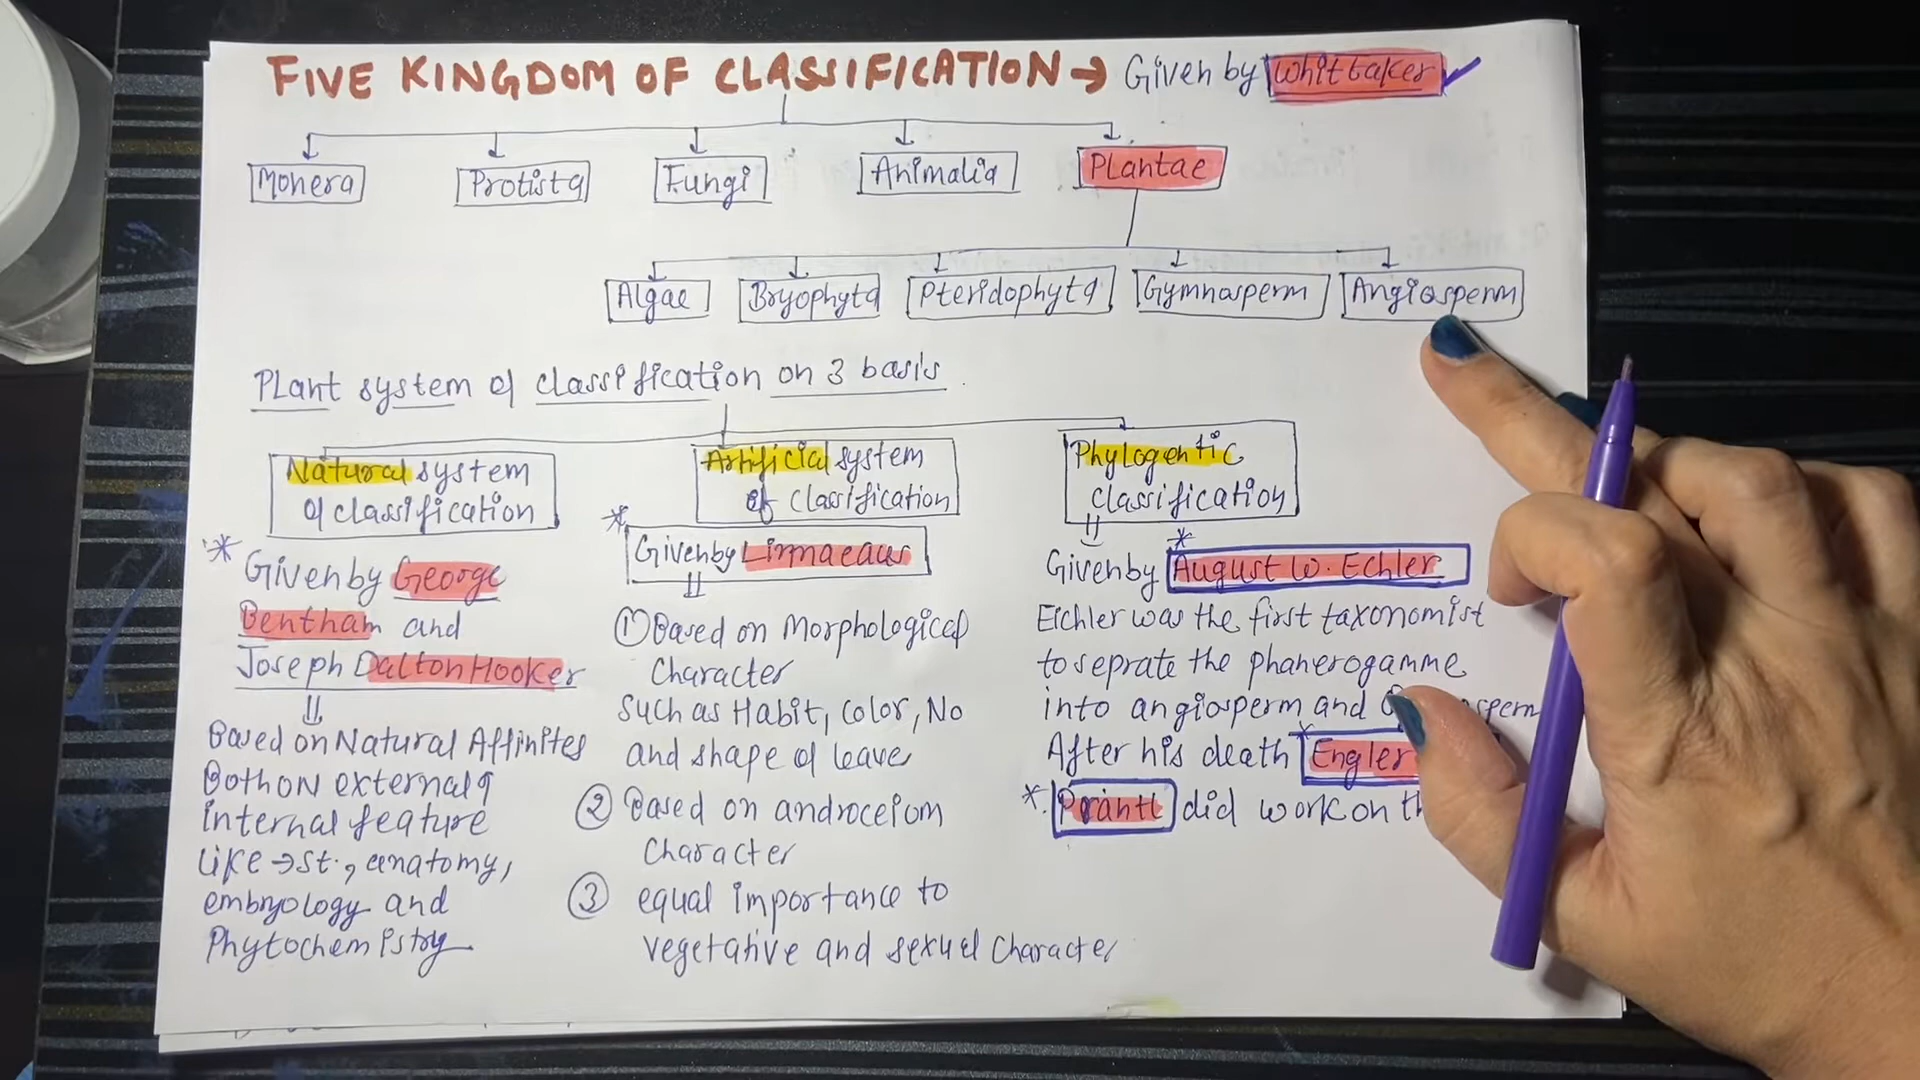 FIVE KINGDOM OF CLASSIFICATION → Given by Whittaker ✓
Monera Protista Fungi Animalia Plantae
Algae Bryophyta Pteridophyta Gymnosperm Angiosperm
Plant system of classification on 3 basis.
Natural system
of classification
* Given by George
Bentham and
Joseph Dalton Hooker
Based on Natural Affinites
Both on external &
internal feature
Like → st., anatomy,
embryology and
Phytochemistry
Artificial system
of classification
* Given by Linnaeaus
① Based on Morphological
Character
such as Habit, color, No
and shape of leave
② Based on androceiom
character
③ equal importance to
vegetative and sexual character
Phylogentic
classification
*
Given by August W. Echler
Eichler was the first taxonomist
to seprate the phanerogamme
into angiosperm and
After his death * Engler
* Prantl did work on